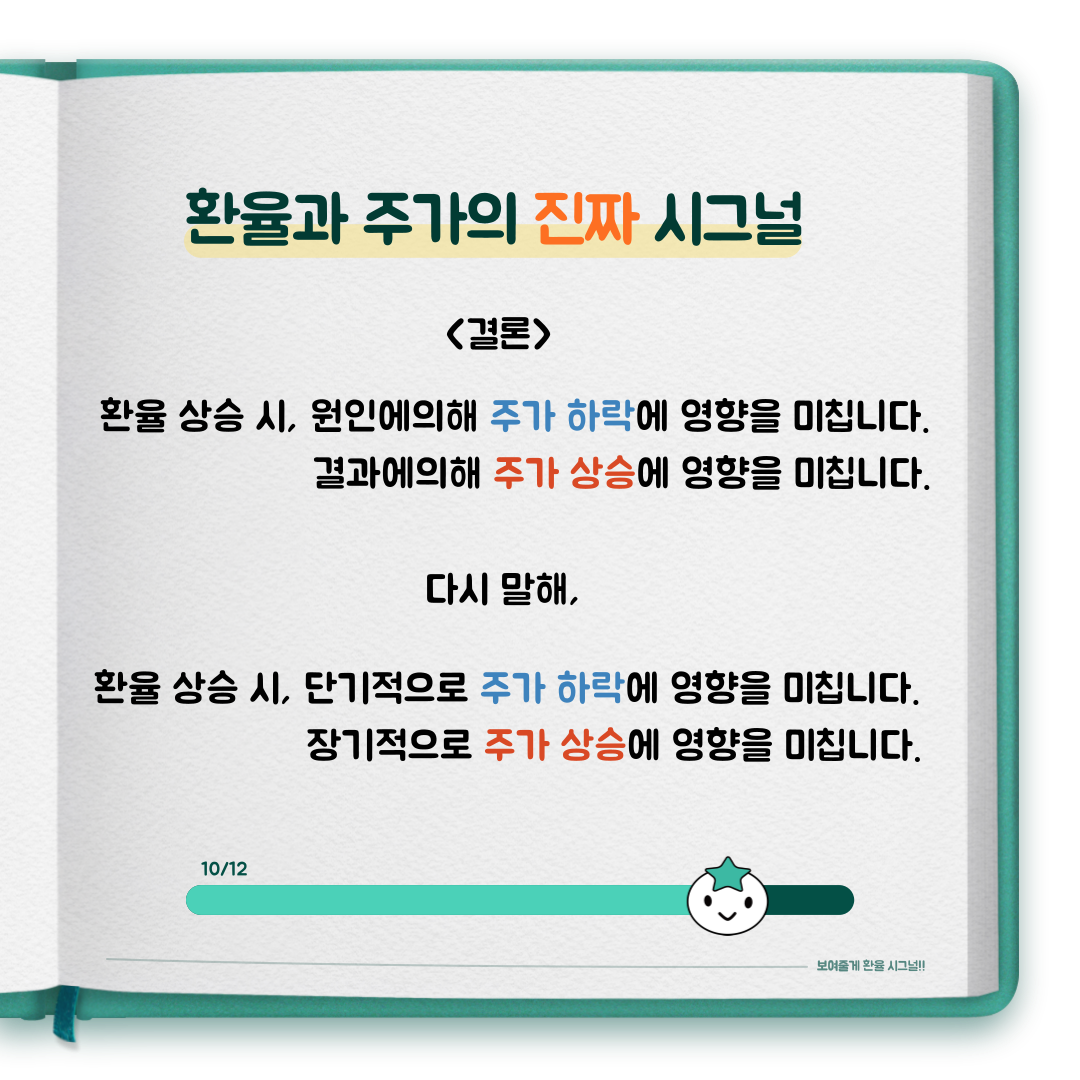 환율과 주가의 진짜 시그널
<결론>
환율 상승 시, 원인에의해 주가 하락에 영향을 미칩니다.
결과에의해 주가 상승에 영향을 미칩니다.
다시 말해,
환율 상승 시, 단기적으로 주가 하락에 영향을 미칩니다.
장기적으로 주가 상승에 영향을 미칩니다.
10/12
보여줄게 환율 시그널!!